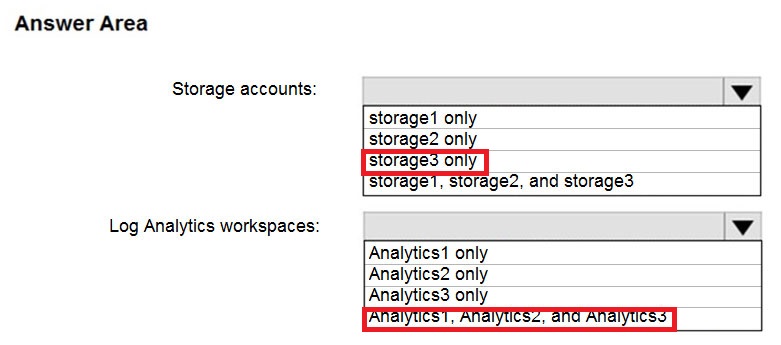 Answer Area
Storage accounts:
storage1 only
storage2 only
storage3 only
storage1, storage2, and storage3
Log Analytics workspaces:
Analytics1 only
Analytics2 only
Analytics3 only
Analytics1, Analytics2, and Analytics3